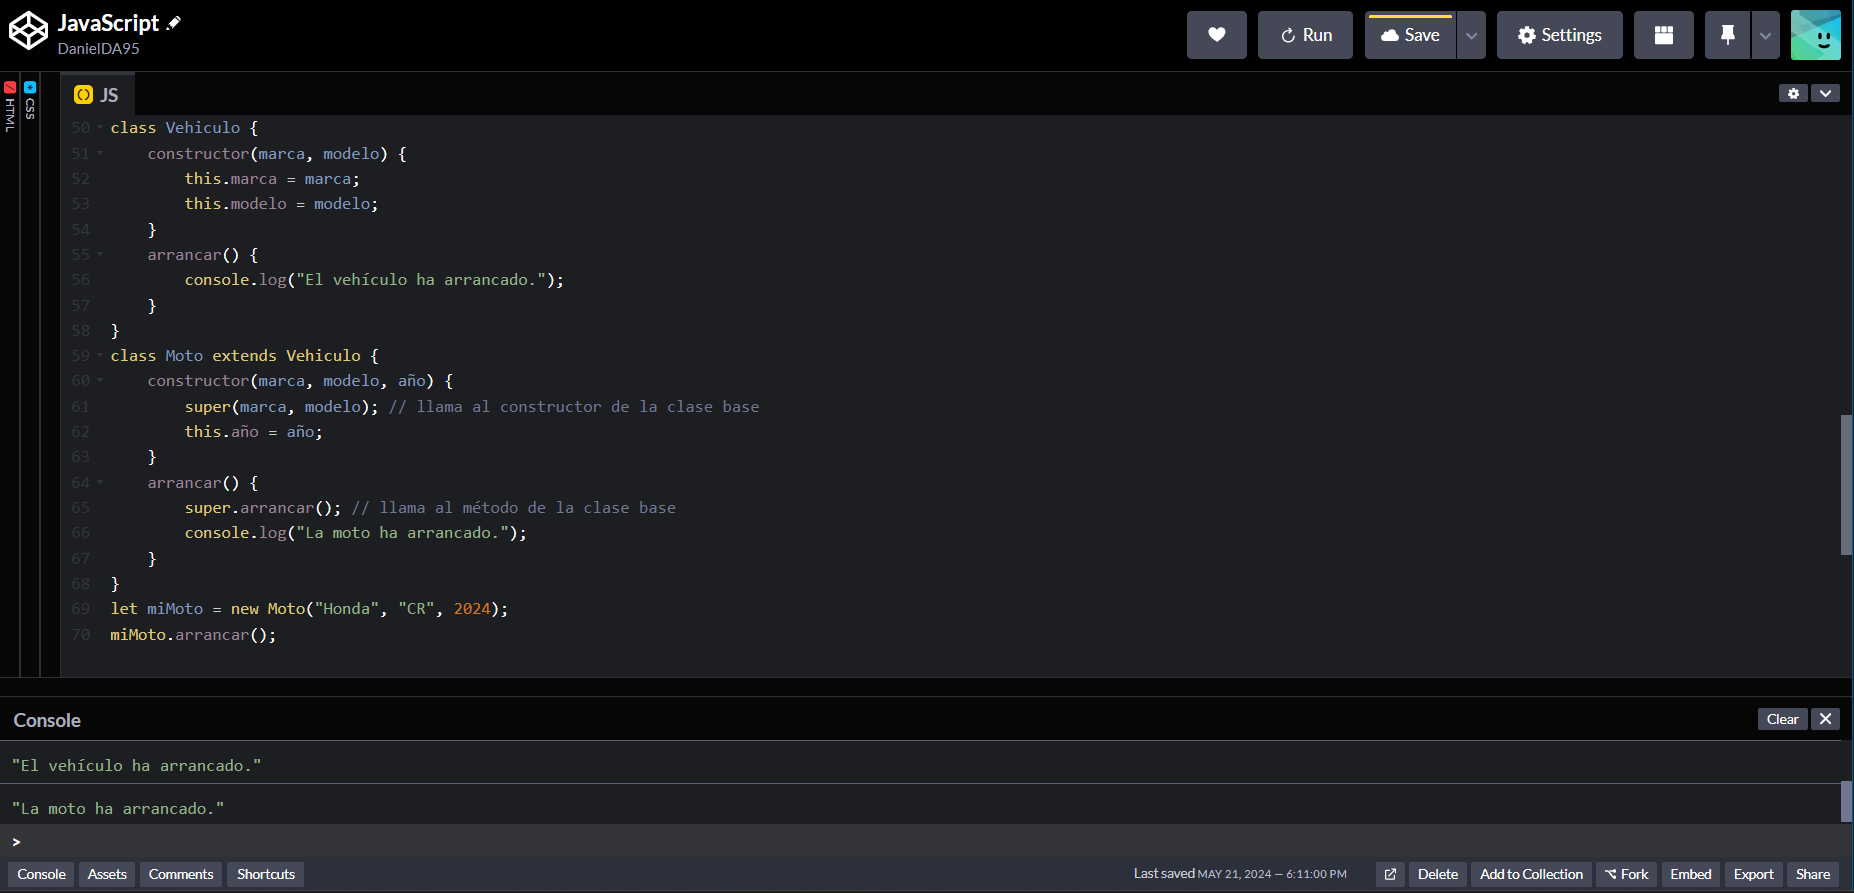 JavaScript
DanielDA95
Run
Save
Settings
HTML
CSS
JS
50 class Vehiculo {
51     constructor(marca, modelo) {
52         this.marca = marca;
53         this.modelo = modelo;
54     }
55     arrancar() {
56         console.log("El vehículo ha arrancado.");
57     }
58 }
59 class Moto extends Vehiculo {
60     constructor(marca, modelo, año) {
61         super(marca, modelo); // llama al constructor de la clase base
62         this.año = año;
63     }
64     arrancar() {
65         super.arrancar(); // llama al método de la clase base
66         console.log("La moto ha arrancado.");
67     }
68 }
69 let miMoto = new Moto("Honda", "CR", 2024);
70 miMoto.arrancar();
Console
Clear
"El vehículo ha arrancado."
"La moto ha arrancado."
>
Console Assets Comments Shortcuts Last saved MAY 21, 2024 — 6:11:00 PM Delete Add to Collection Fork Embed Export Share